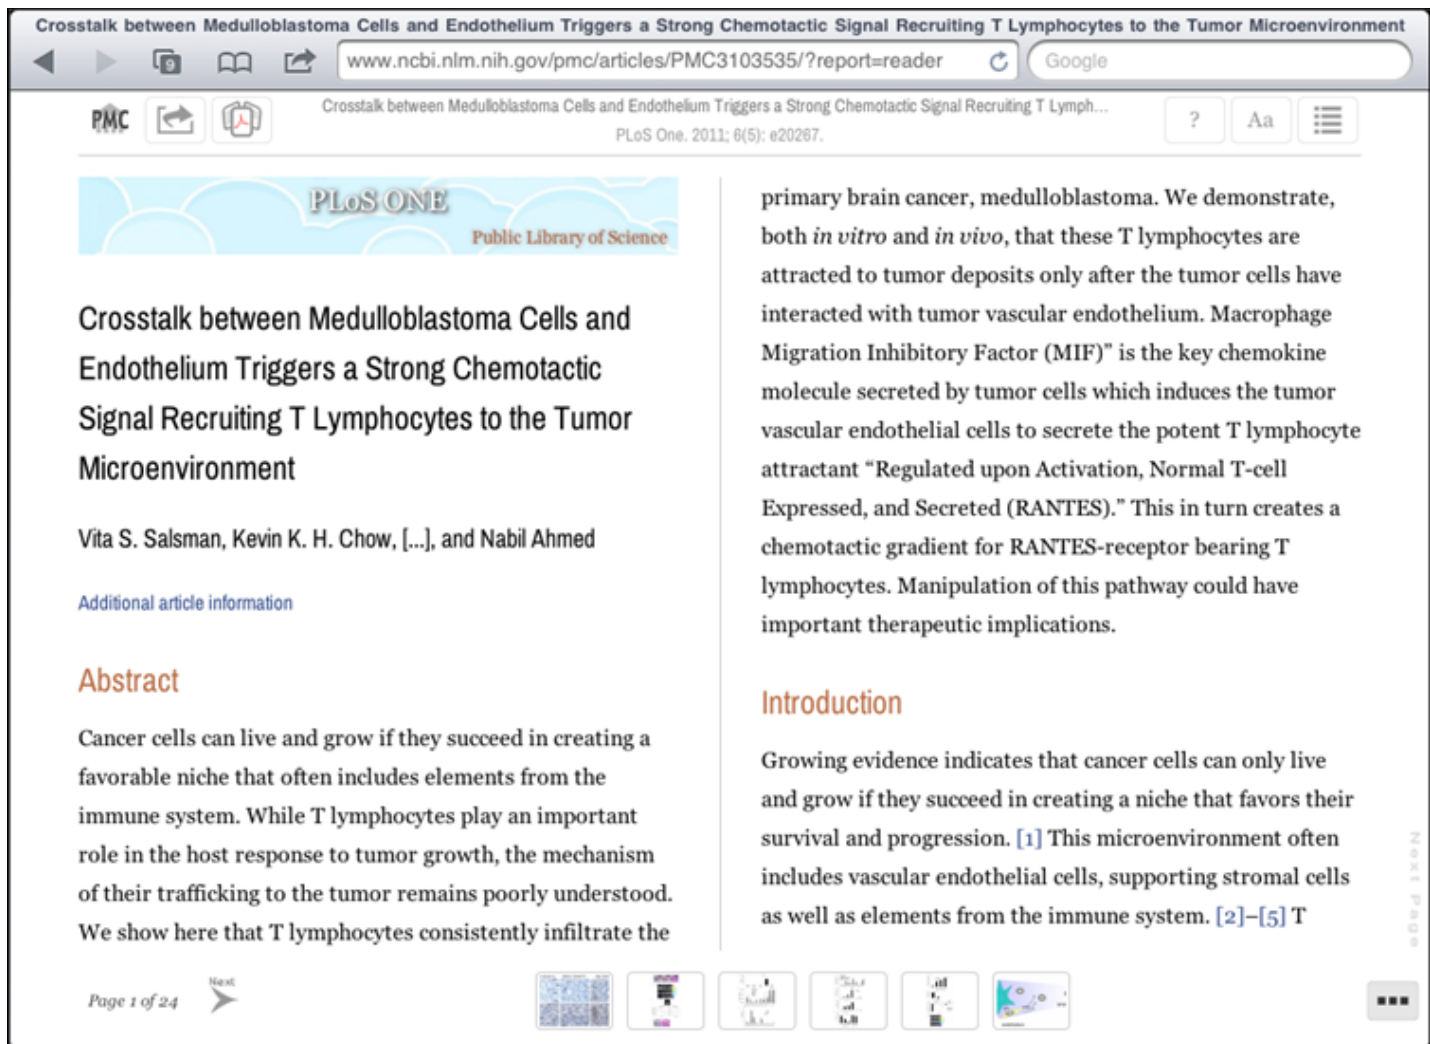 Crosstalk between Medulloblastoma Cells and Endothelium Triggers a Strong Chemotactic Signal Recruiting T Lymphocytes to the Tumor Microenvironment
9
www.ncbi.nlm.nih.gov/pmc/articles/PMC3103535/?report=reader
Google
PMC
Crosstalk between Medulloblastoma Cells and Endothelium Triggers a Strong Chemotactic Signal Recruiting T Lymph...
PLoS One. 2011; 6(5): e20267.
?
Aa
PLoS ONE
Public Library of Science
Crosstalk between Medulloblastoma Cells and
Endothelium Triggers a Strong Chemotactic
Signal Recruiting T Lymphocytes to the Tumor
Microenvironment
Vita S. Salsman, Kevin K. H. Chow, [...], and Nabil Ahmed
Additional article information
Abstract
Cancer cells can live and grow if they succeed in creating a
favorable niche that often includes elements from the
immune system. While T lymphocytes play an important
role in the host response to tumor growth, the mechanism
of their trafficking to the tumor remains poorly understood.
We show here that T lymphocytes consistently infiltrate the
primary brain cancer, medulloblastoma. We demonstrate,
both in vitro and in vivo, that these T lymphocytes are
attracted to tumor deposits only after the tumor cells have
interacted with tumor vascular endothelium. Macrophage
Migration Inhibitory Factor (MIF)” is the key chemokine
molecule secreted by tumor cells which induces the tumor
vascular endothelial cells to secrete the potent T lymphocyte
attractant “Regulated upon Activation, Normal T-cell
Expressed, and Secreted (RANTES).” This in turn creates a
chemotactic gradient for RANTES-receptor bearing T
lymphocytes. Manipulation of this pathway could have
important therapeutic implications.
Introduction
Growing evidence indicates that cancer cells can only live
and grow if they succeed in creating a niche that favors their
survival and progression. [1] This microenvironment often
includes vascular endothelial cells, supporting stromal cells
as well as elements from the immune system. [2]–[5] T
Next Page
Page 1 of 24
Next